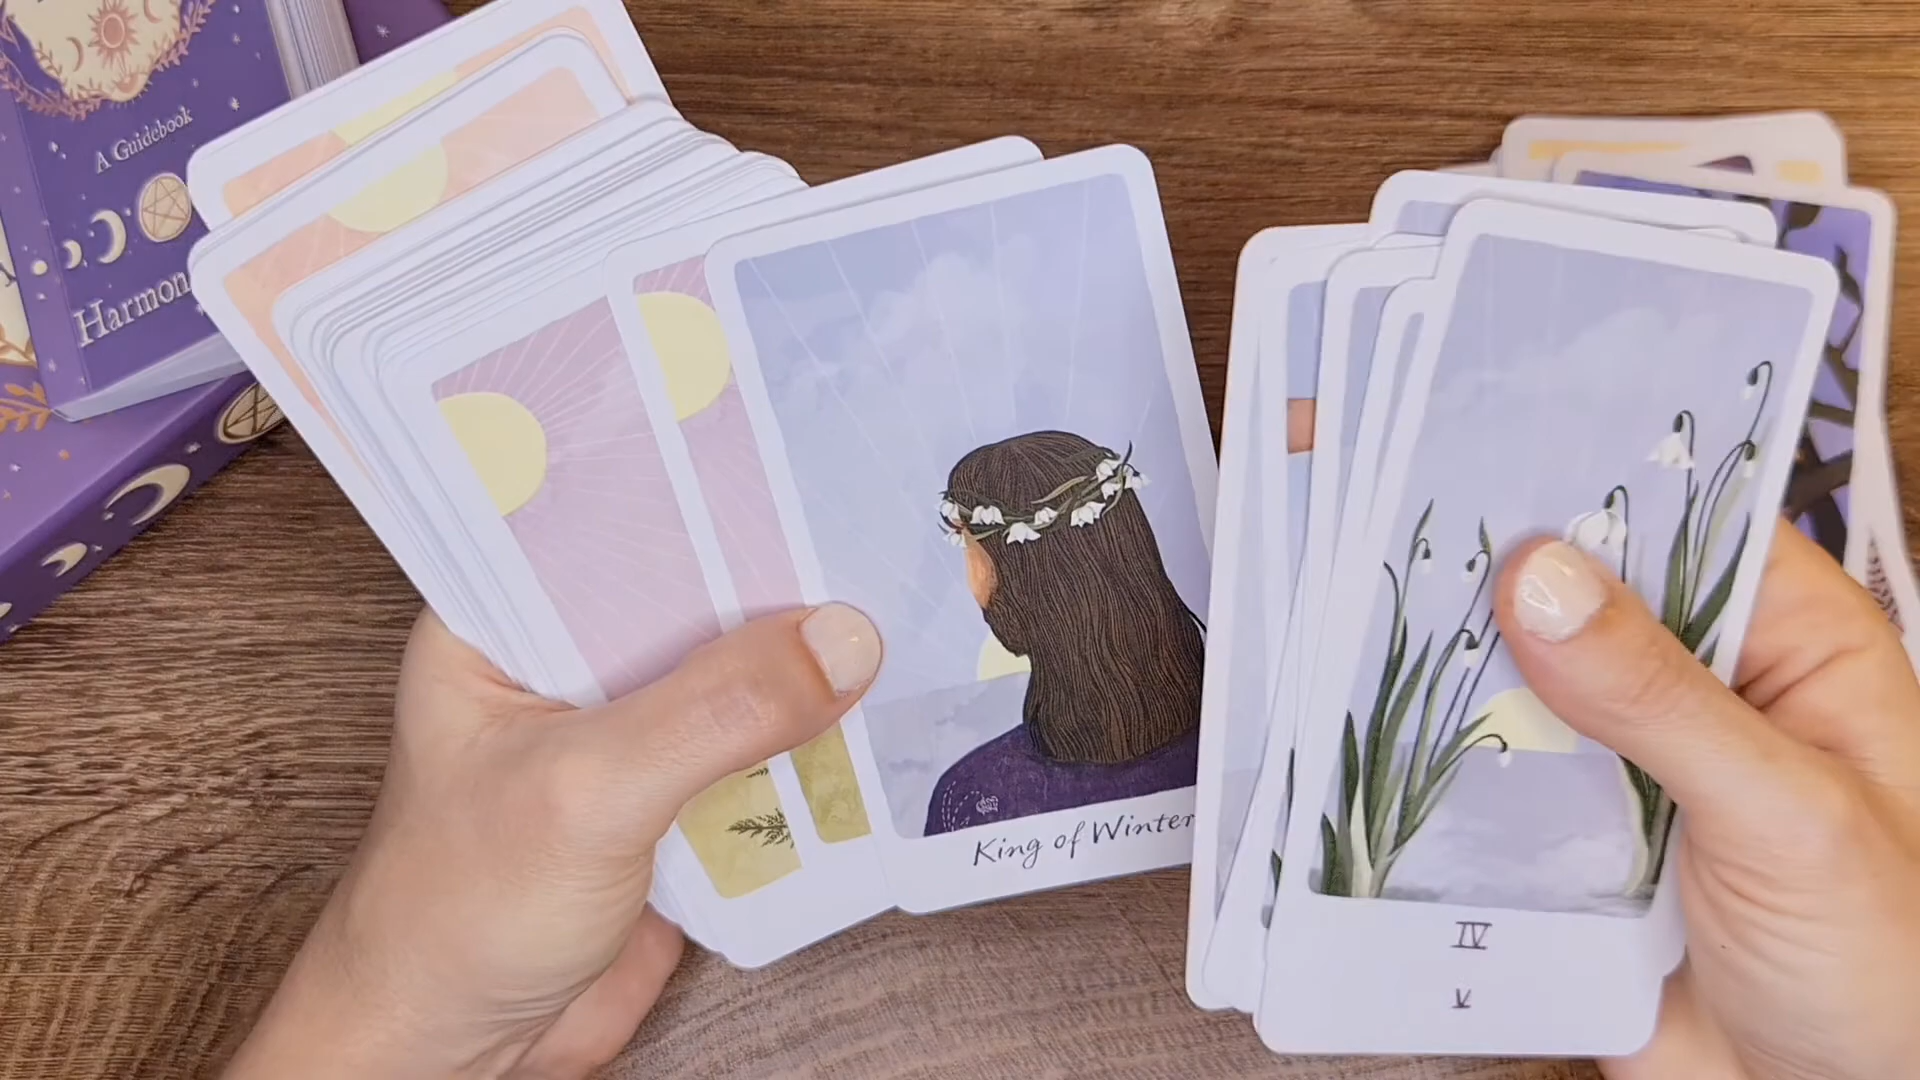 A Guidebook
Harmon
King of Winter
IV
V